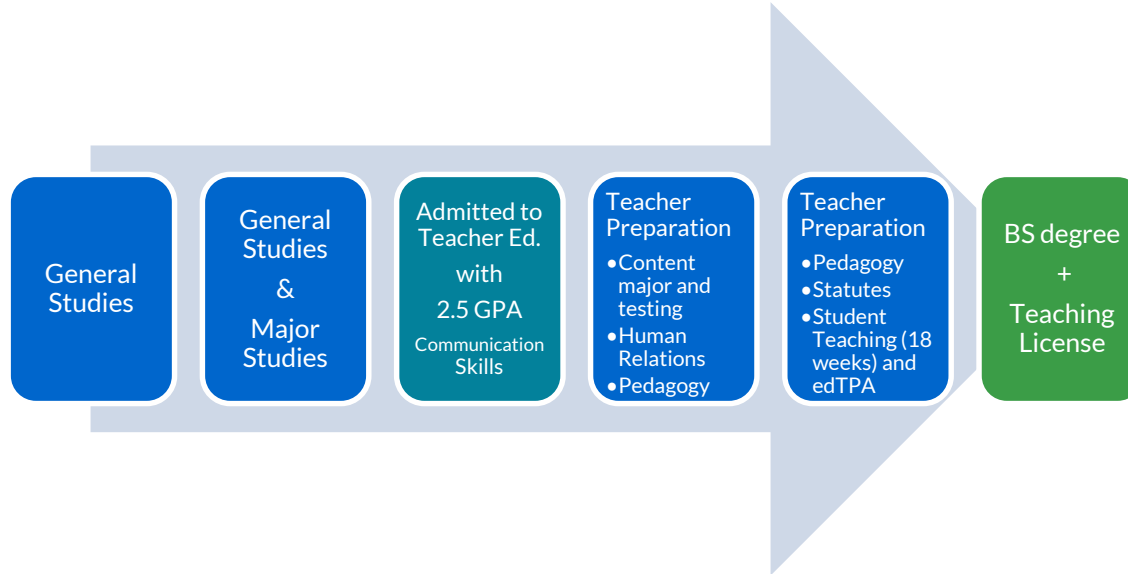 General
Studies
General
Studies
&
Major
Studies
Admitted to
Teacher Ed.
with
2.5 GPA
Communication
Skills
Teacher
Preparation
•Content
major and
testing
•Human
Relations
•Pedagogy
Teacher
Preparation
•Pedagogy
•Statutes
•Student
Teaching (18
weeks) and
edTPA
BS degree
+
Teaching
License